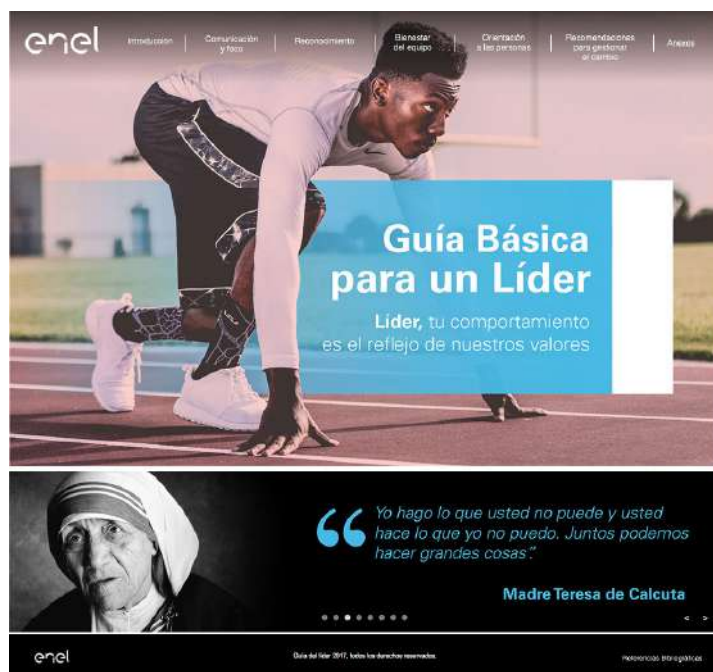 enel
Introducción
Comunicación
y foco
Reconocimiento
Bienestar
del equipo
Orientación
a las personas
Recomendaciones
para gestionar
el cambio
Anexos
Guía Básica
para un Líder
Líder, tu comportamiento
es el reflejo de nuestros valores
“ Yo hago lo que usted no puede y usted
hace lo que yo no puedo. Juntos podemos
hacer grandes cosas”.
Madre Teresa de Calcuta
< >
enel
Guía del líder 2017, todos los derechos reservados.
Referencias Bibliográficas